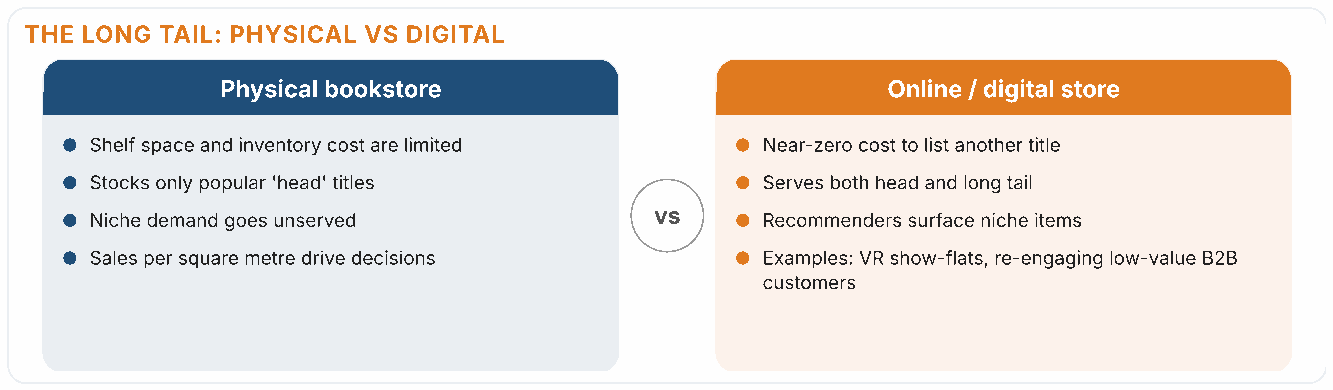 THE LONG TAIL: PHYSICAL VS DIGITAL
Physical bookstore
Shelf space and inventory cost are limited
Stocks only popular 'head' titles
Niche demand goes unserved
Sales per square metre drive decisions
vs
Online / digital store
Near-zero cost to list another title
Serves both head and long tail
Recommenders surface niche items
Examples: VR show-flats, re-engaging low-value B2B
customers